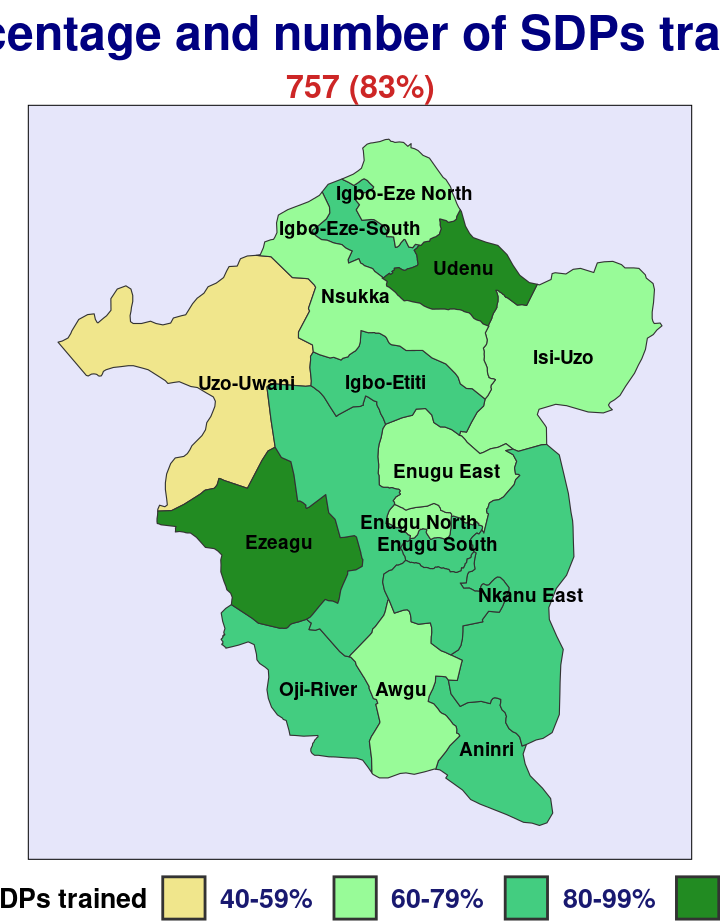 centage and number of SDPs tra
757 (83%)
Igbo-Eze North
Igbo-Eze-South
Udenu
Nsukka
Isi-Uzo
Uzo-Uwani
Igbo-Etiti
Enugu East
Enugu North
Enugu South
Ezeagu
Nkanu East
Oji-River
Awgu
Aninri
DPs trained 40-59% 60-79% 80-99%